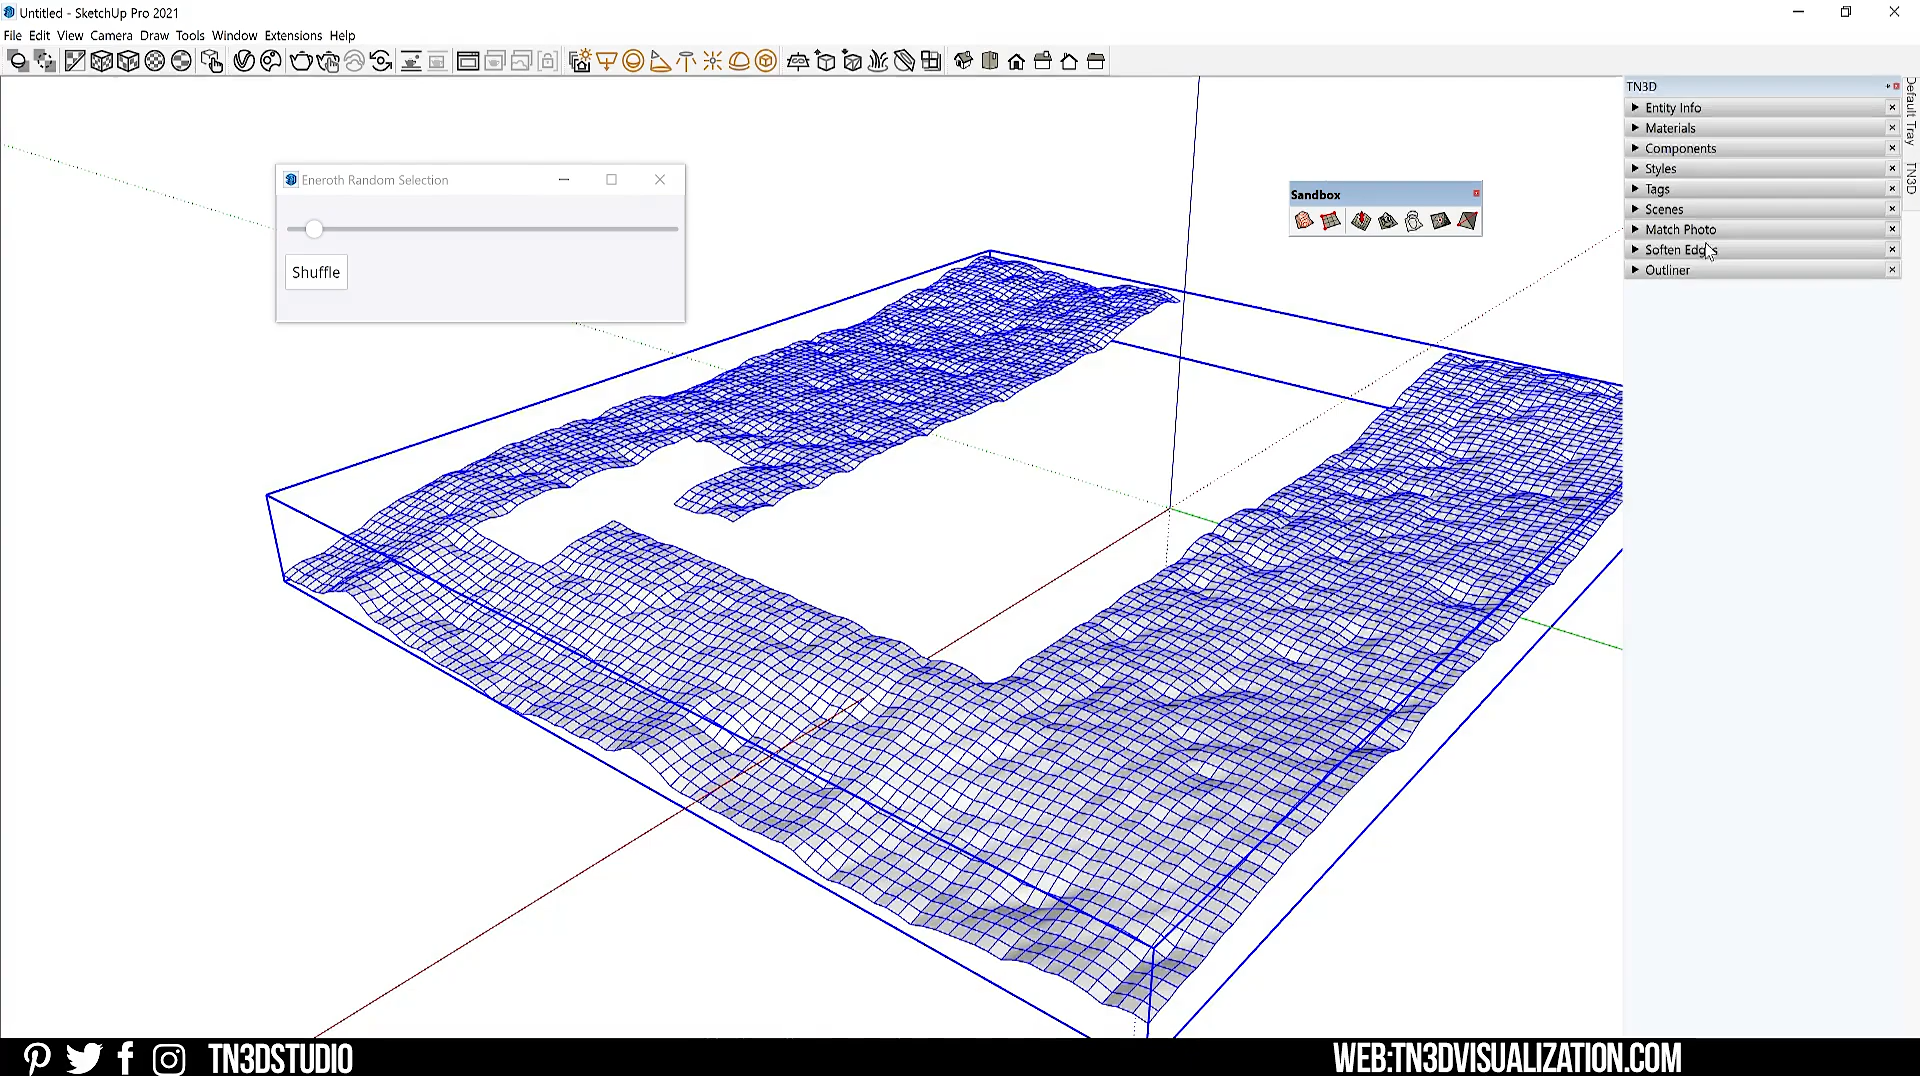 Untitled - SketchUp Pro 2021
File Edit View Camera Draw Tools Window Extensions Help
TN3D
Entity Info
Materials
Components
Styles
Tags
Scenes
Match Photo
Soften Edges
Outliner
Default Tray
TN3D
Eneroth Random Selection
Shuffle
Sandbox
TN3DSTUDIO
WEB:TN3DVISUALIZATION.COM